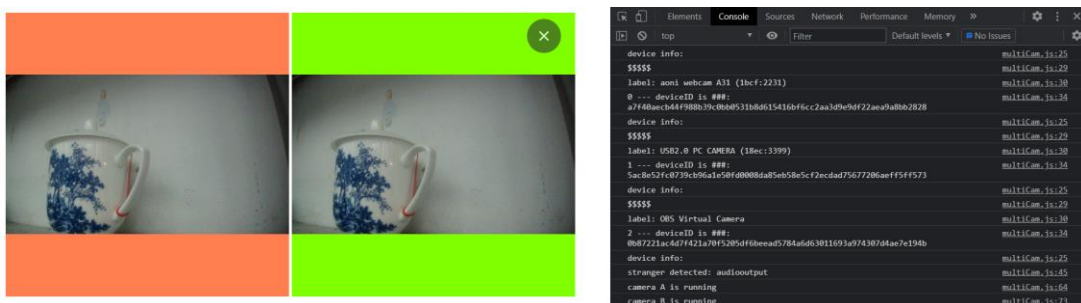 Elements Console Sources Network Performance Memory »
top Filter Default levels ▼ No Issues
device info: multiCam.js:25
$$$$$ multiCam.js:29
label: aoni webcam A31 (1bcf:2231) multiCam.js:30
0 --- deviceID is ###: multiCam.js:34
a7f40aecb44f988b39c0bb0531b8d615416bf6cc2aa3d9e9df22aea9a8bb2828
device info: multiCam.js:25
$$$$$ multiCam.js:29
label: USB2.0 PC CAMERA (18ec:3399) multiCam.js:30
1 --- deviceID is ###: multiCam.js:34
5ac8e52fc0739cb96a1e50fd0008da85eb58e5cf2ecdad75677206aeff5ff573
device info: multiCam.js:25
$$$$$ multiCam.js:29
label: OBS Virtual Camera multiCam.js:30
2 --- deviceID is ###: multiCam.js:34
0b87221ac4d7f421a70f5205df6beead5784a6d63011693a974307d4ae7e194b
device info: multiCam.js:25
stranger detected: audiooutput multiCam.js:45
camera A is running multiCam.js:64
camera B is running multiCam.js:73